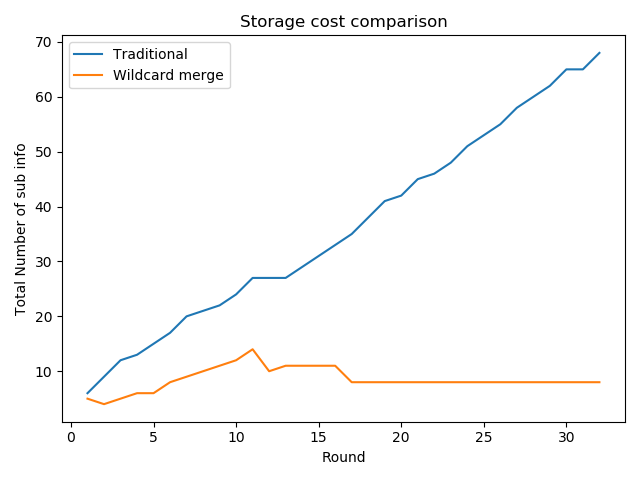 Storage cost comparison
Traditional
Wildcard merge
Total Number of sub info
70
60
50
40
30
20
10
0 5 10 15 20 25 30
Round